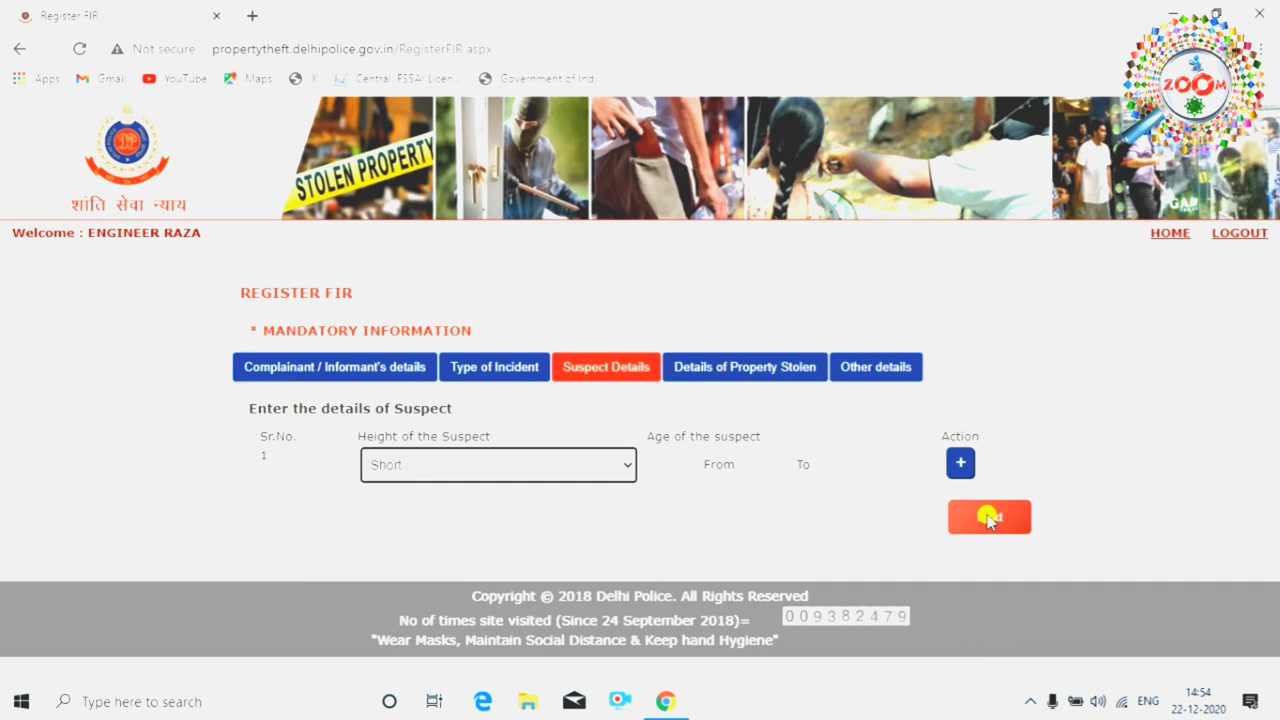 Register FIR
Not secure propertytheft.delhipolice.gov.in/RegisterFIR.aspx
Apps Gmail YouTube Maps X Central FSSAI Licen... Government of Indi...
ZOOM
STOLEN PROPERTY
शांति सेवा न्याय
GAP
Welcome : ENGINEER RAZA HOME LOGOUT
REGISTER FIR
* MANDATORY INFORMATION
Complainant / Informant's details Type of Incident Suspect Details Details of Property Stolen Other details
Enter the details of Suspect
Sr.No. Height of the Suspect Age of the suspect Action
1 Short From To +
Copyright © 2018 Delhi Police. All Rights Reserved
No of times site visited (Since 24 September 2018)= 009382479
"Wear Masks, Maintain Social Distance & Keep hand Hygiene"
Type here to search ENG 14:54
22-12-2020